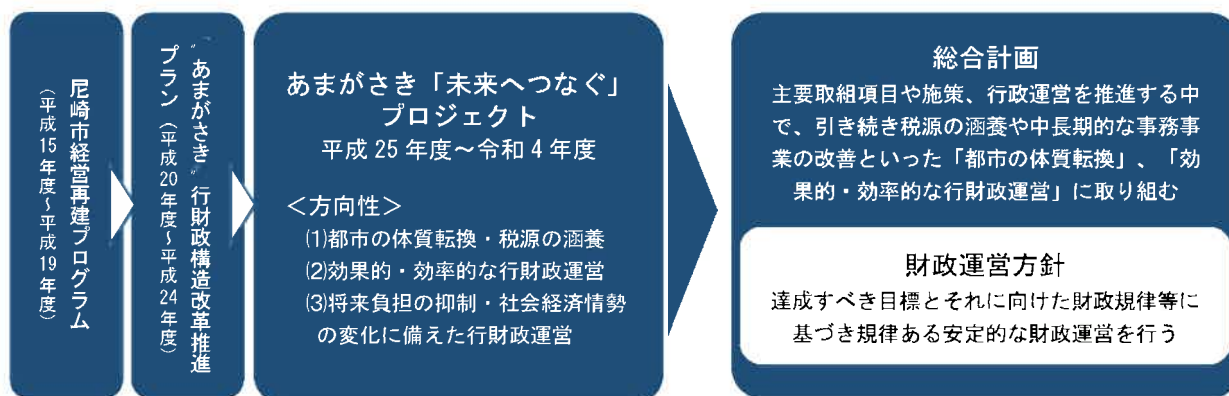 尼崎市経営再建プログラム
（平成15年度～平成19年度）
“あまがさき”行財政構造改革推進
プラン（平成20年度～平成24年度）
あまがさき「未来へつなぐ」
プロジェクト
平成 25 年度～令和 4 年度
＜方向性＞
⑴都市の体質転換・税源の涵養
⑵効果的・効率的な行財政運営
⑶将来負担の抑制・社会経済情勢
の変化に備えた行財政運営
総合計画
主要取組項目や施策、行政運営を推進する中
で、引き続き税源の涵養や中長期的な事務事
業の改善といった「都市の体質転換」、「効
果的・効率的な行財政運営」に取り組む
財政運営方針
達成すべき目標とそれに向けた財政規律等に
基づき規律ある安定的な財政運営を行う